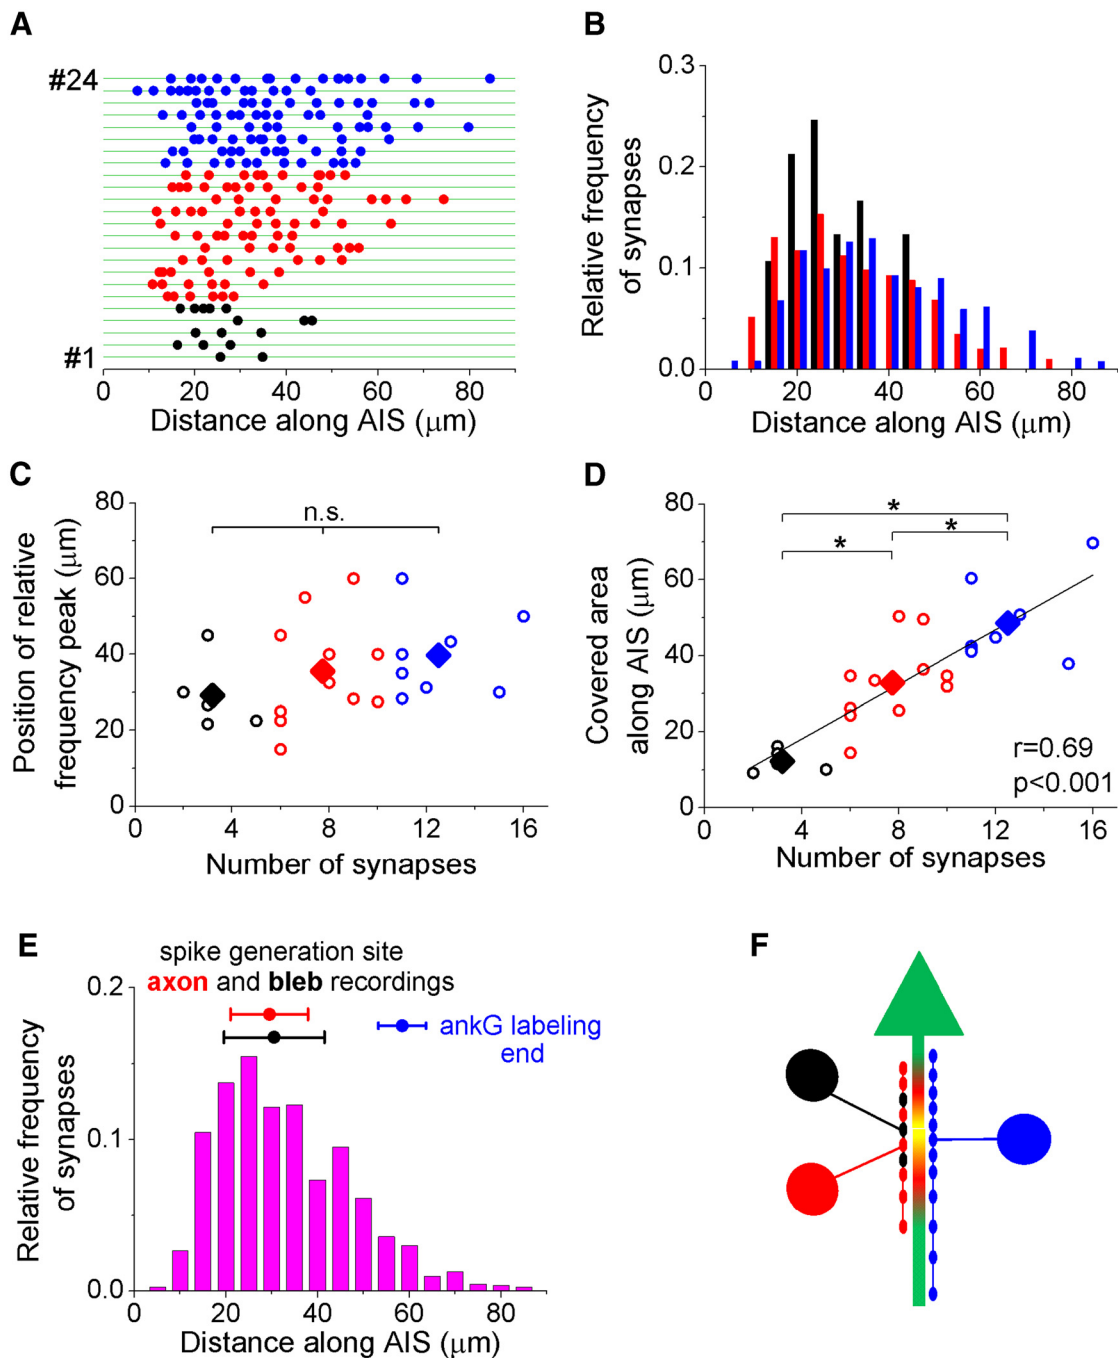 A
#24
#1
0 20 40 60 80
Distance along AIS (μm)
B
Relative frequency
of synapses
0.3
0.2
0.1
0.0
0 20 40 60 80
Distance along AIS (μm)
C
Position of relative
frequency peak (μm)
80
60
40
20
0
n.s.
0 4 8 12 16
Number of synapses
D
Covered area
along AIS (μm)
80
60
40
20
0
*
* *
r=0.69
p<0.001
0 4 8 12 16
Number of synapses
E
spike generation site
axon and bleb recordings
ankG labeling
end
Relative frequency
of synapses
0.2
0.1
0.0
0 20 40 60 80
Distance along AIS (μm)
F